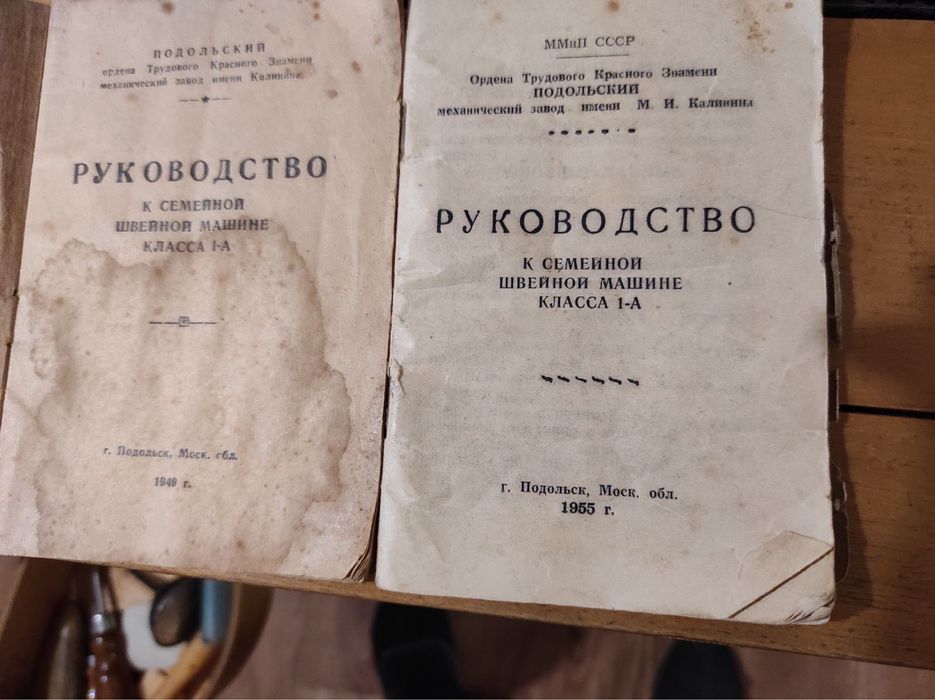 ПОДОЛЬСКИЙ
ордена Трудового Красного Знамени
механический завод имени Калинина
РУКОВОДСТВО
К СЕМЕЙНОЙ
ШВЕЙНОЙ МАШИНЕ
КЛАССА I-А
г. Подольск, Моск. обл.
1949 г.
ММиП СССР
Ордена Трудового Красного Знамени
ПОДОЛЬСКИЙ
механический завод имени М. И. Калинина
РУКОВОДСТВО
К СЕМЕЙНОЙ
ШВЕЙНОЙ МАШИНЕ
КЛАССА 1-А
г. Подольск, Моск. обл.
1955 г.